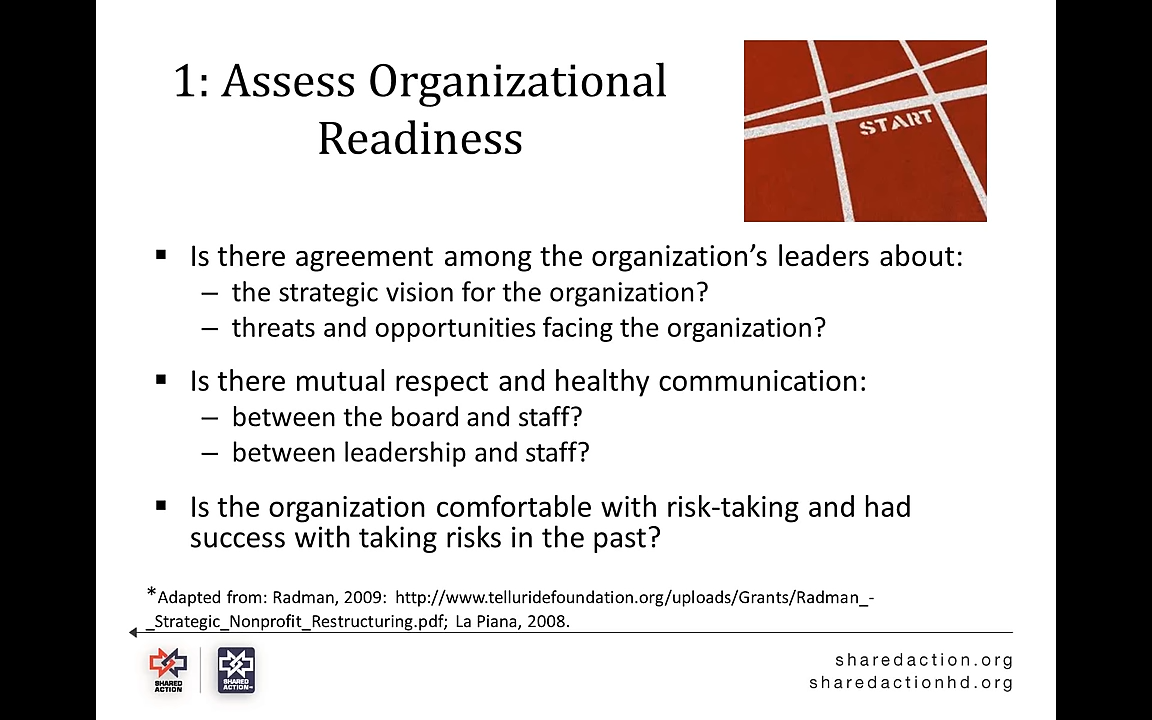 1: Assess Organizational
Readiness
START
▪ Is there agreement among the organization’s leaders about:
– the strategic vision for the organization?
– threats and opportunities facing the organization?
▪ Is there mutual respect and healthy communication:
– between the board and staff?
– between leadership and staff?
▪ Is the organization comfortable with risk-taking and had
success with taking risks in the past?
*Adapted from: Radman, 2009: http://www.telluridefoundation.org/uploads/Grants/Radman_-
_Strategic_Nonprofit_Restructuring.pdf; La Piana, 2008.
SHARED
ACTION
SHARED
ACTION™
sharedaction.org
sharedactionhd.org